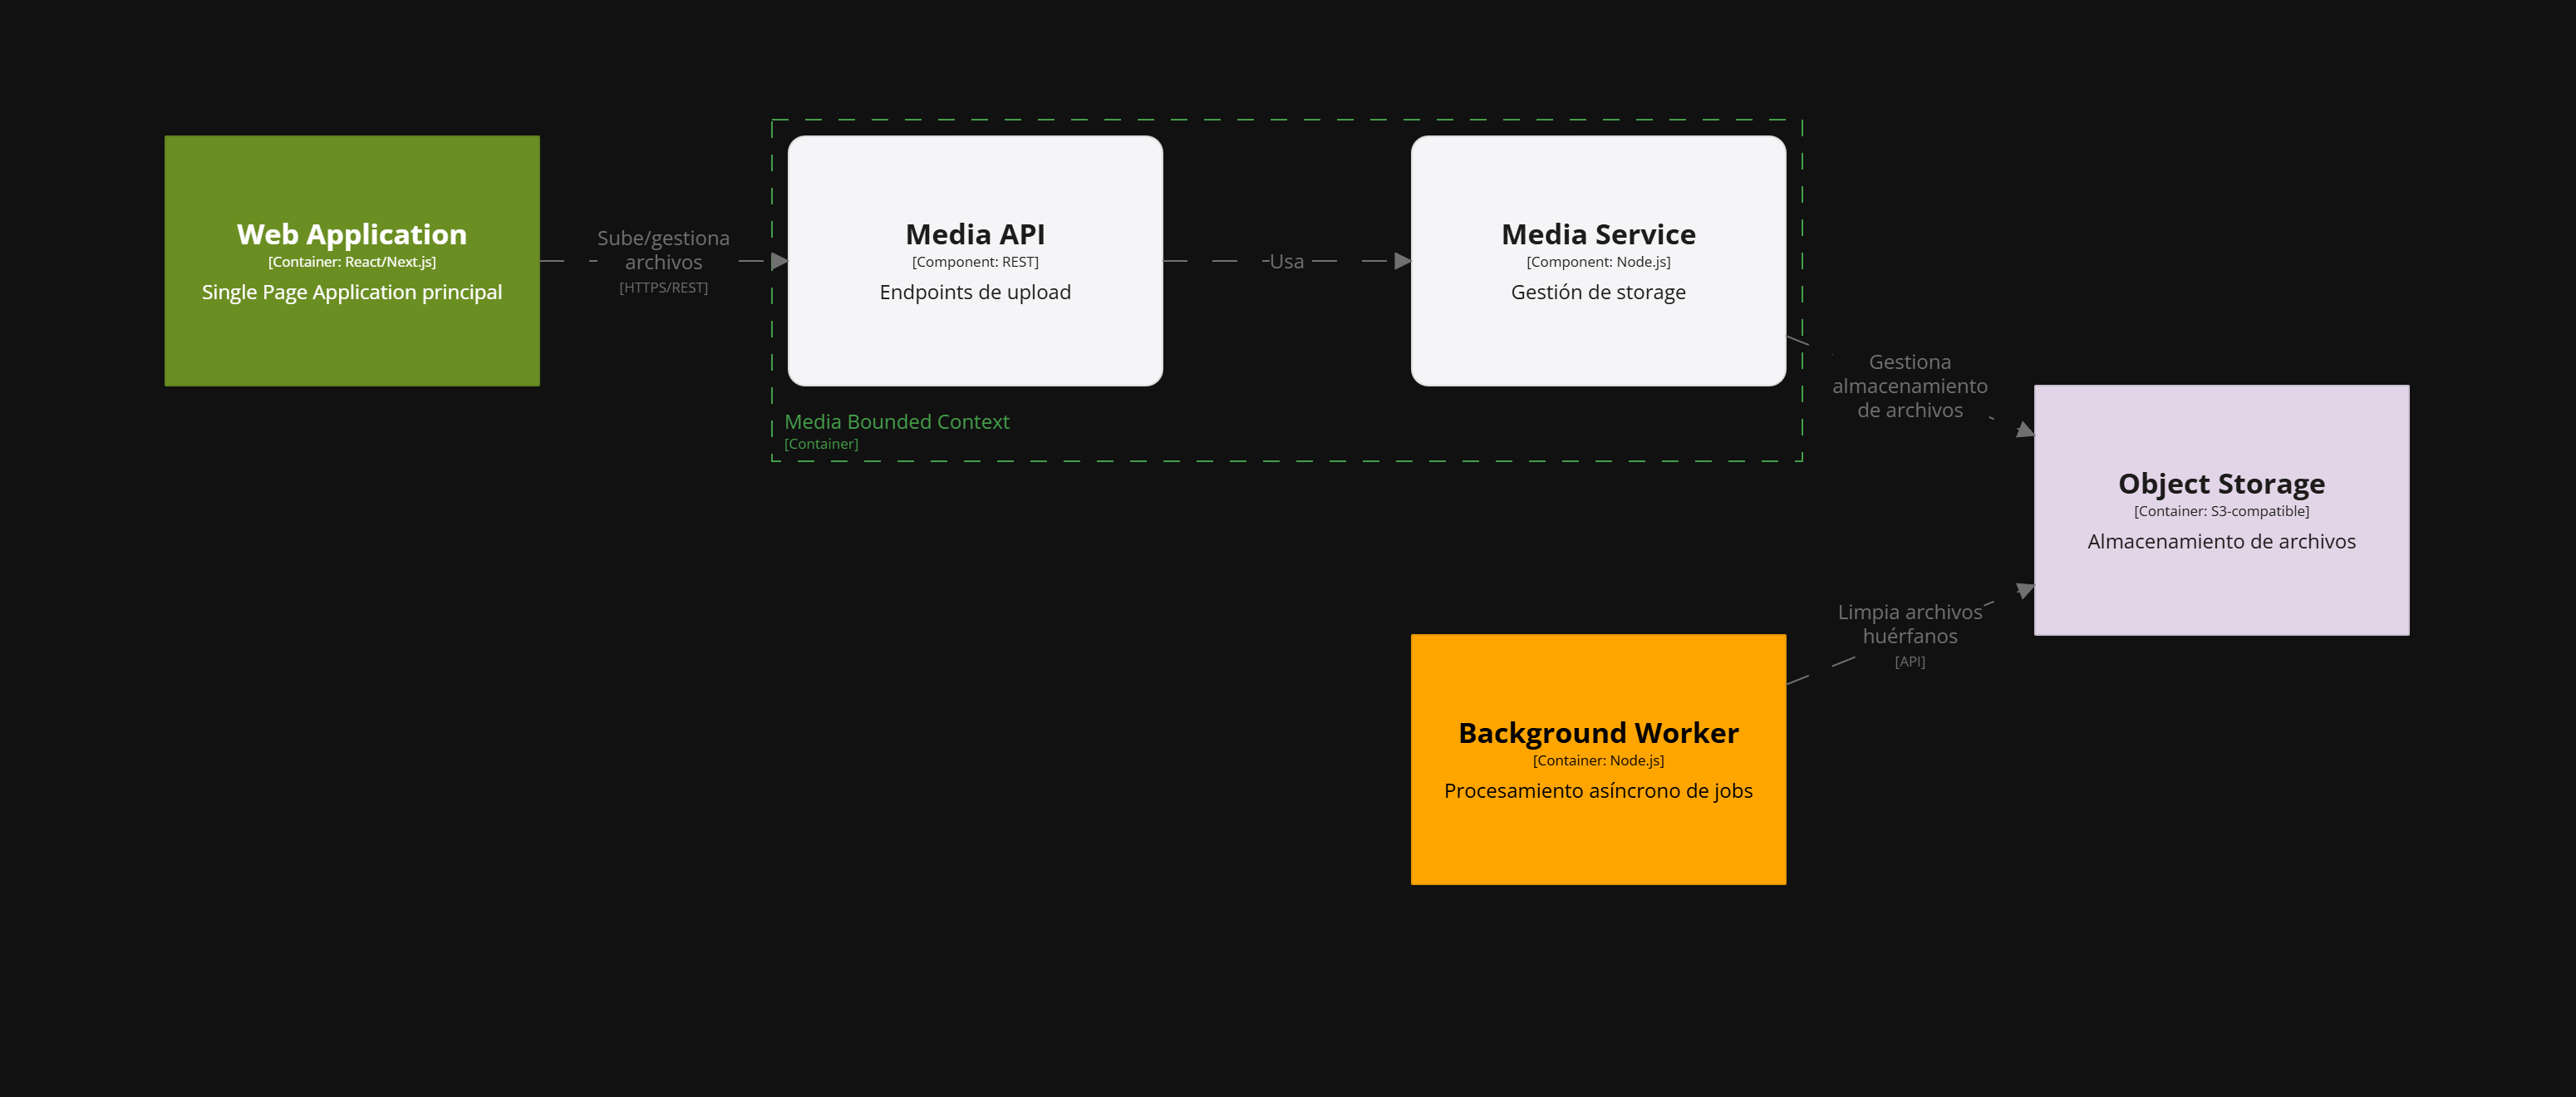 Web Application
[Container: React/Next.js]
Single Page Application principal
Sube/gestiona
archivos
[HTTPS/REST]
Media API
[Component: REST]
Endpoints de upload
Usa
Media Service
[Component: Node.js]
Gestión de storage
Media Bounded Context
[Container]
Gestiona
almacenamiento
de archivos
Object Storage
[Container: S3-compatible]
Almacenamiento de archivos
Limpia archivos
huérfanos
[API]
Background Worker
[Container: Node.js]
Procesamiento asíncrono de jobs